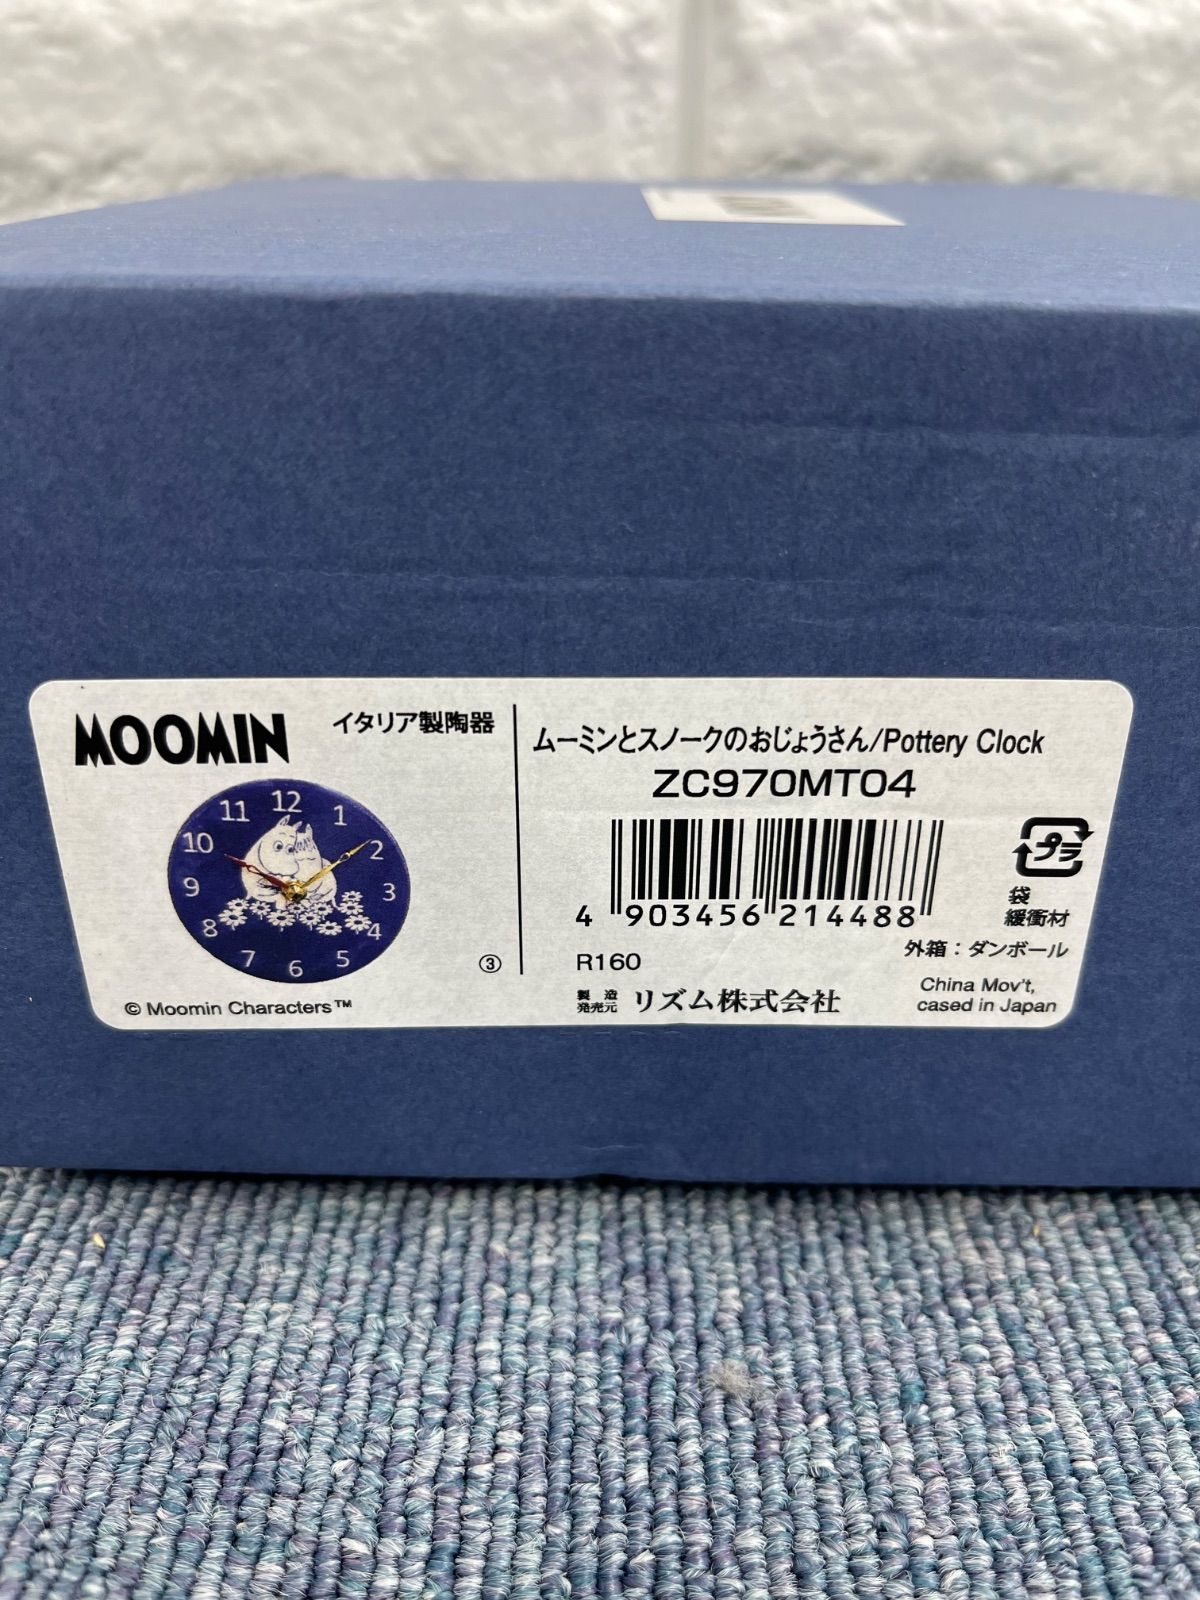 MOOMIN
イタリア製陶器
12
1
2
3
4
5
6
7
8
9
10
11
③
© Moomin Characters™
ムーミンとスノークのおじょうさん/Pottery Clock
ZC970MT04
4 903456 214488
プラ
袋
緩衝材
外箱：ダンボール
R160
製造
発売元 リズム株式会社
China Mov't,
cased in Japan